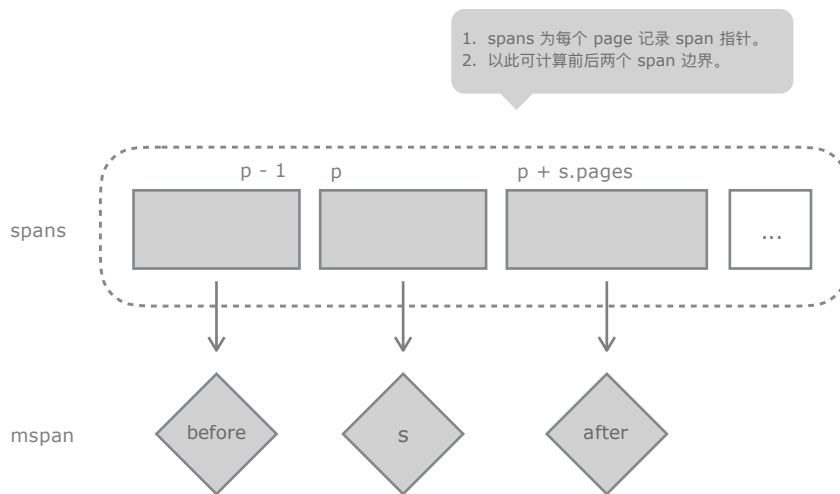 1. spans 为每个 page 记录 span 指针。
2. 以此可计算前后两个 span 边界。
p - 1
p
p + s.pages
spans
...
mspan
before
s
after